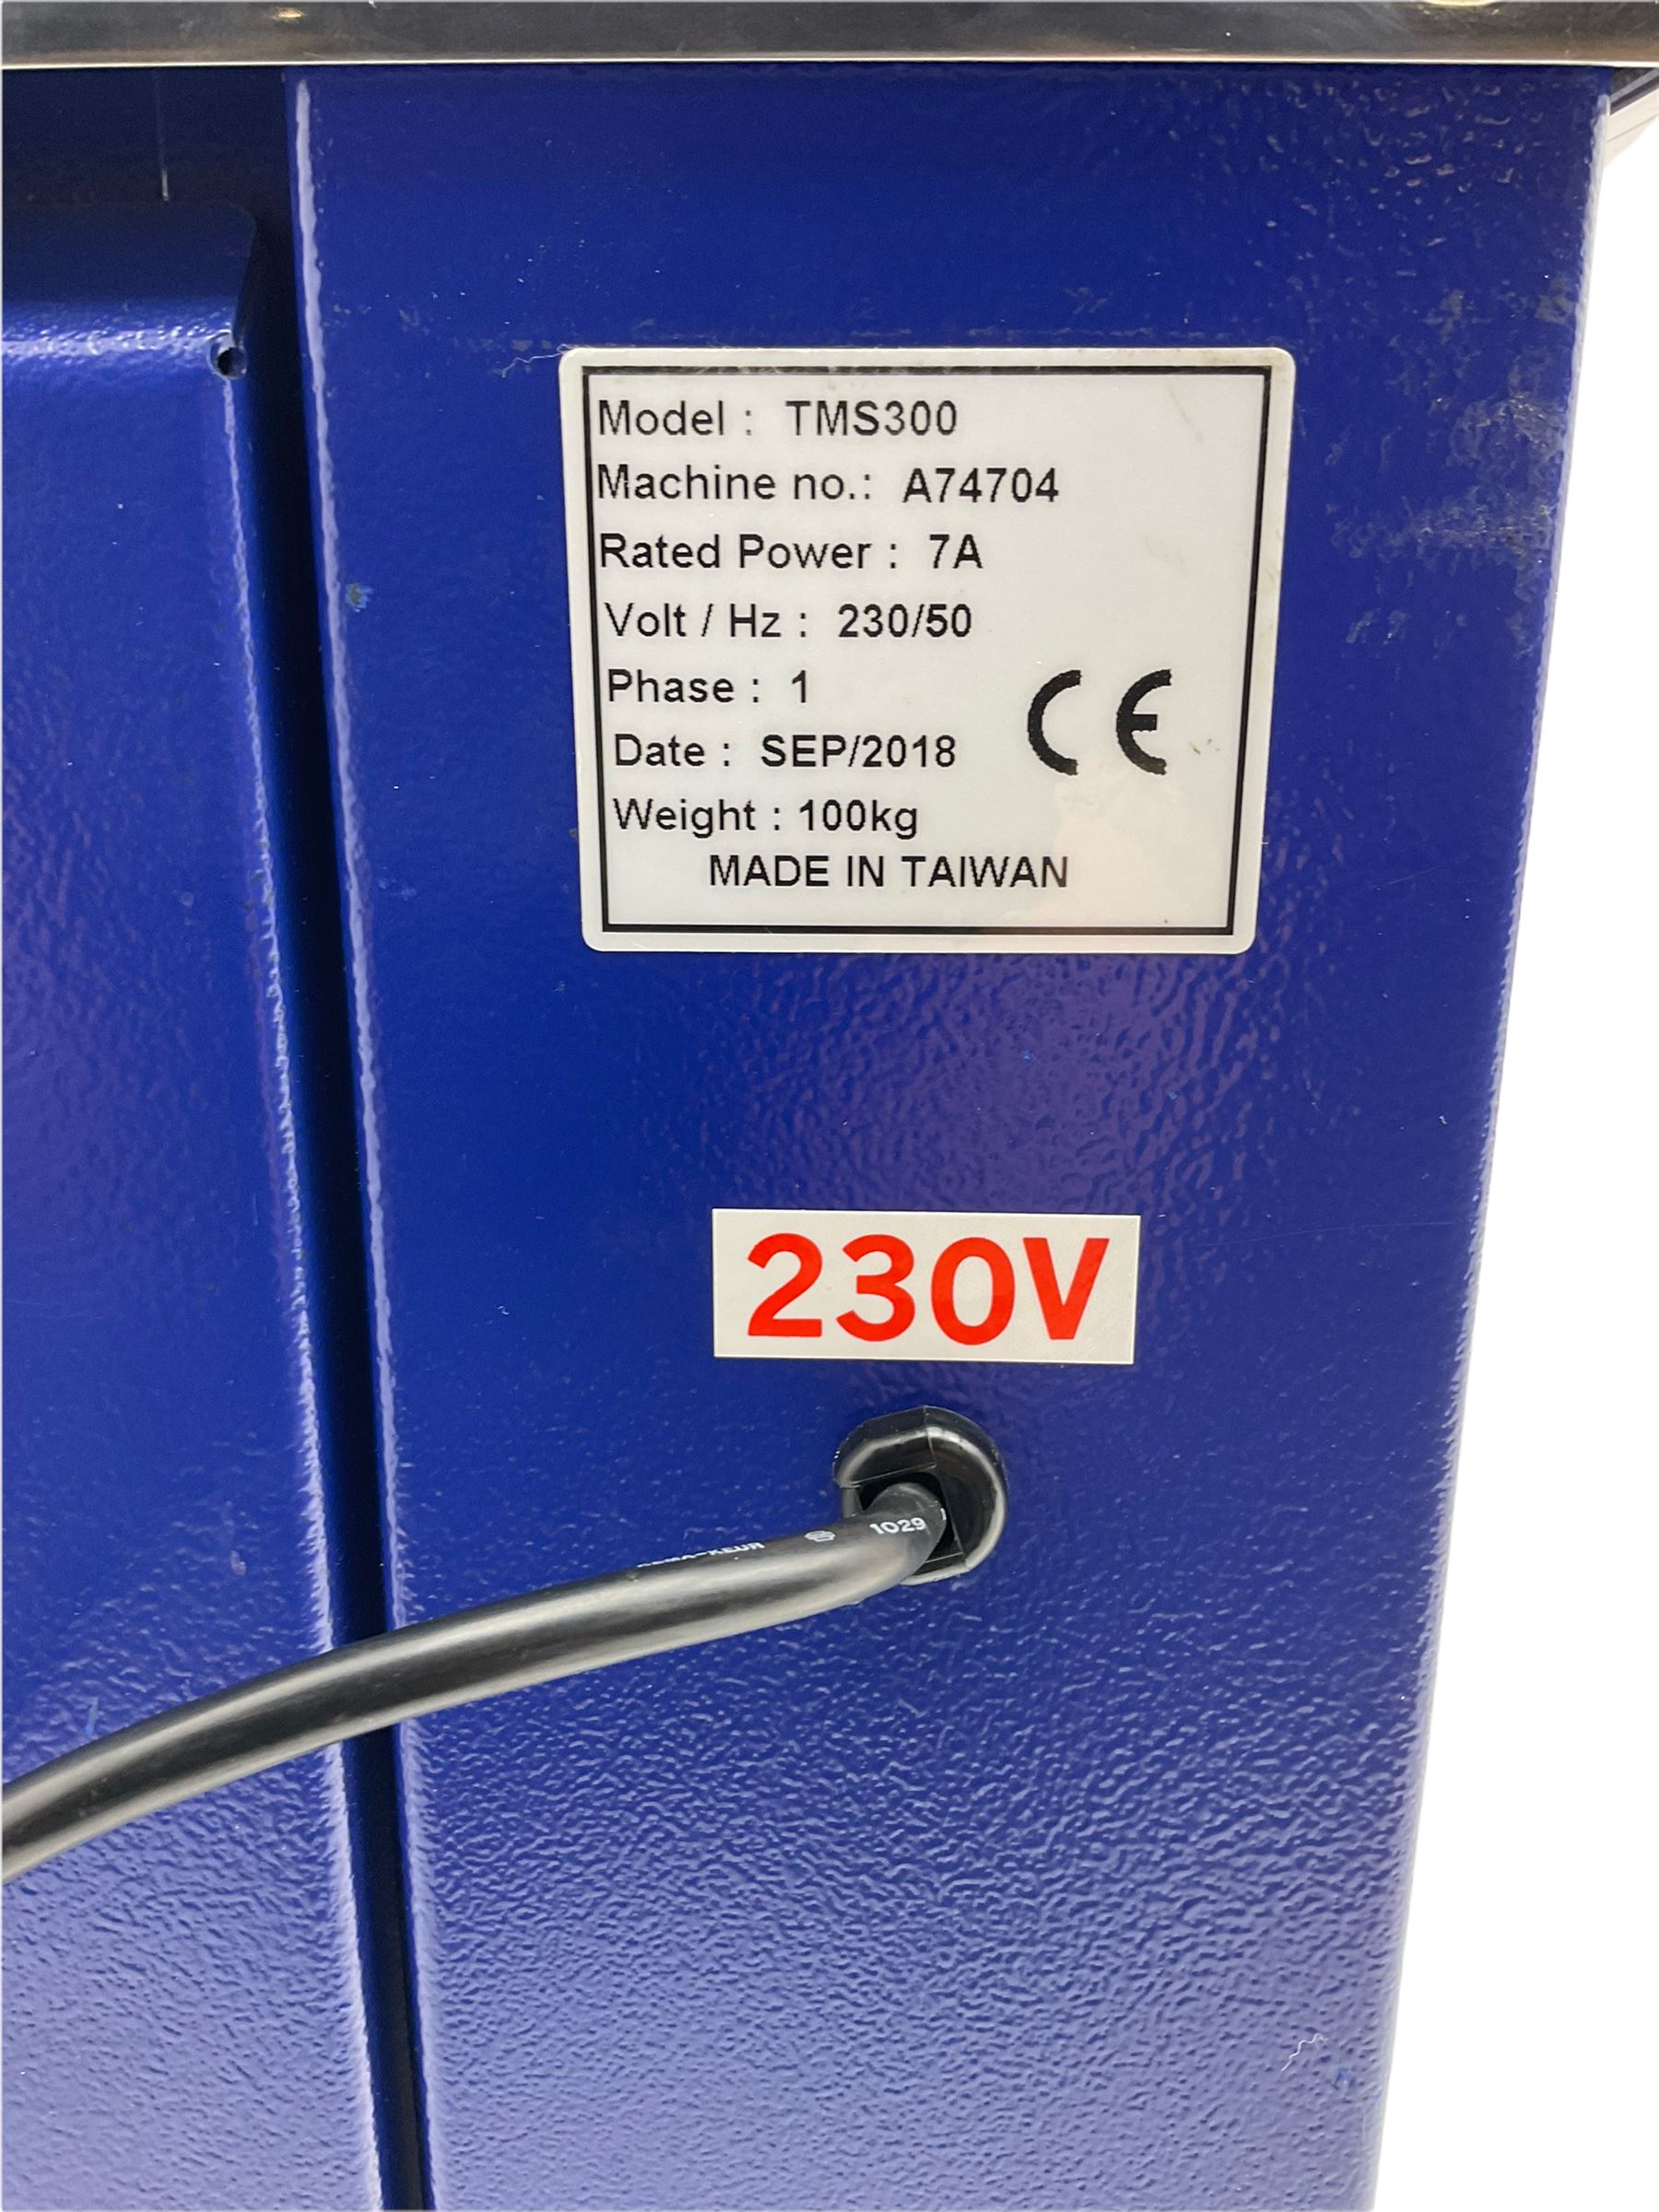 Model : TMS300
Machine no.: A74704
Rated Power : 7A
Volt / Hz : 230/50
Phase : 1
CE
Date : SEP/2018
Weight : 100kg
MADE IN TAIWAN
230V
1029